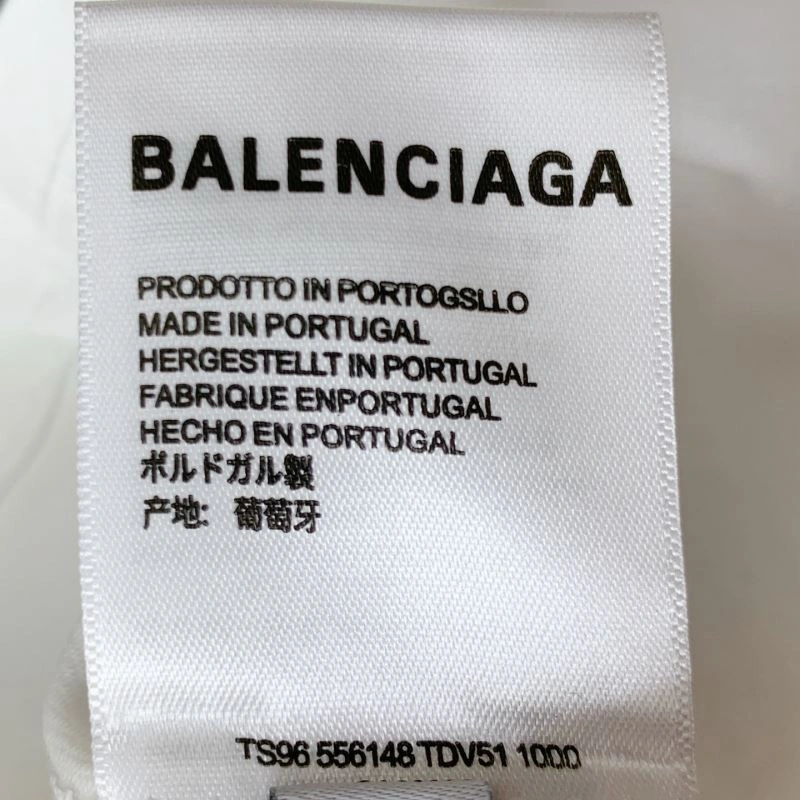 BALENCIAGA
PRODOTTO IN PORTOGSLLO
MADE IN PORTUGAL
HERGESTELLT IN PORTUGAL
FABRIQUE ENPORTUGAL
HECHO EN PORTUGAL
ポルドガル製
产地: 葡萄牙
TS96 556148 TDV51 1000